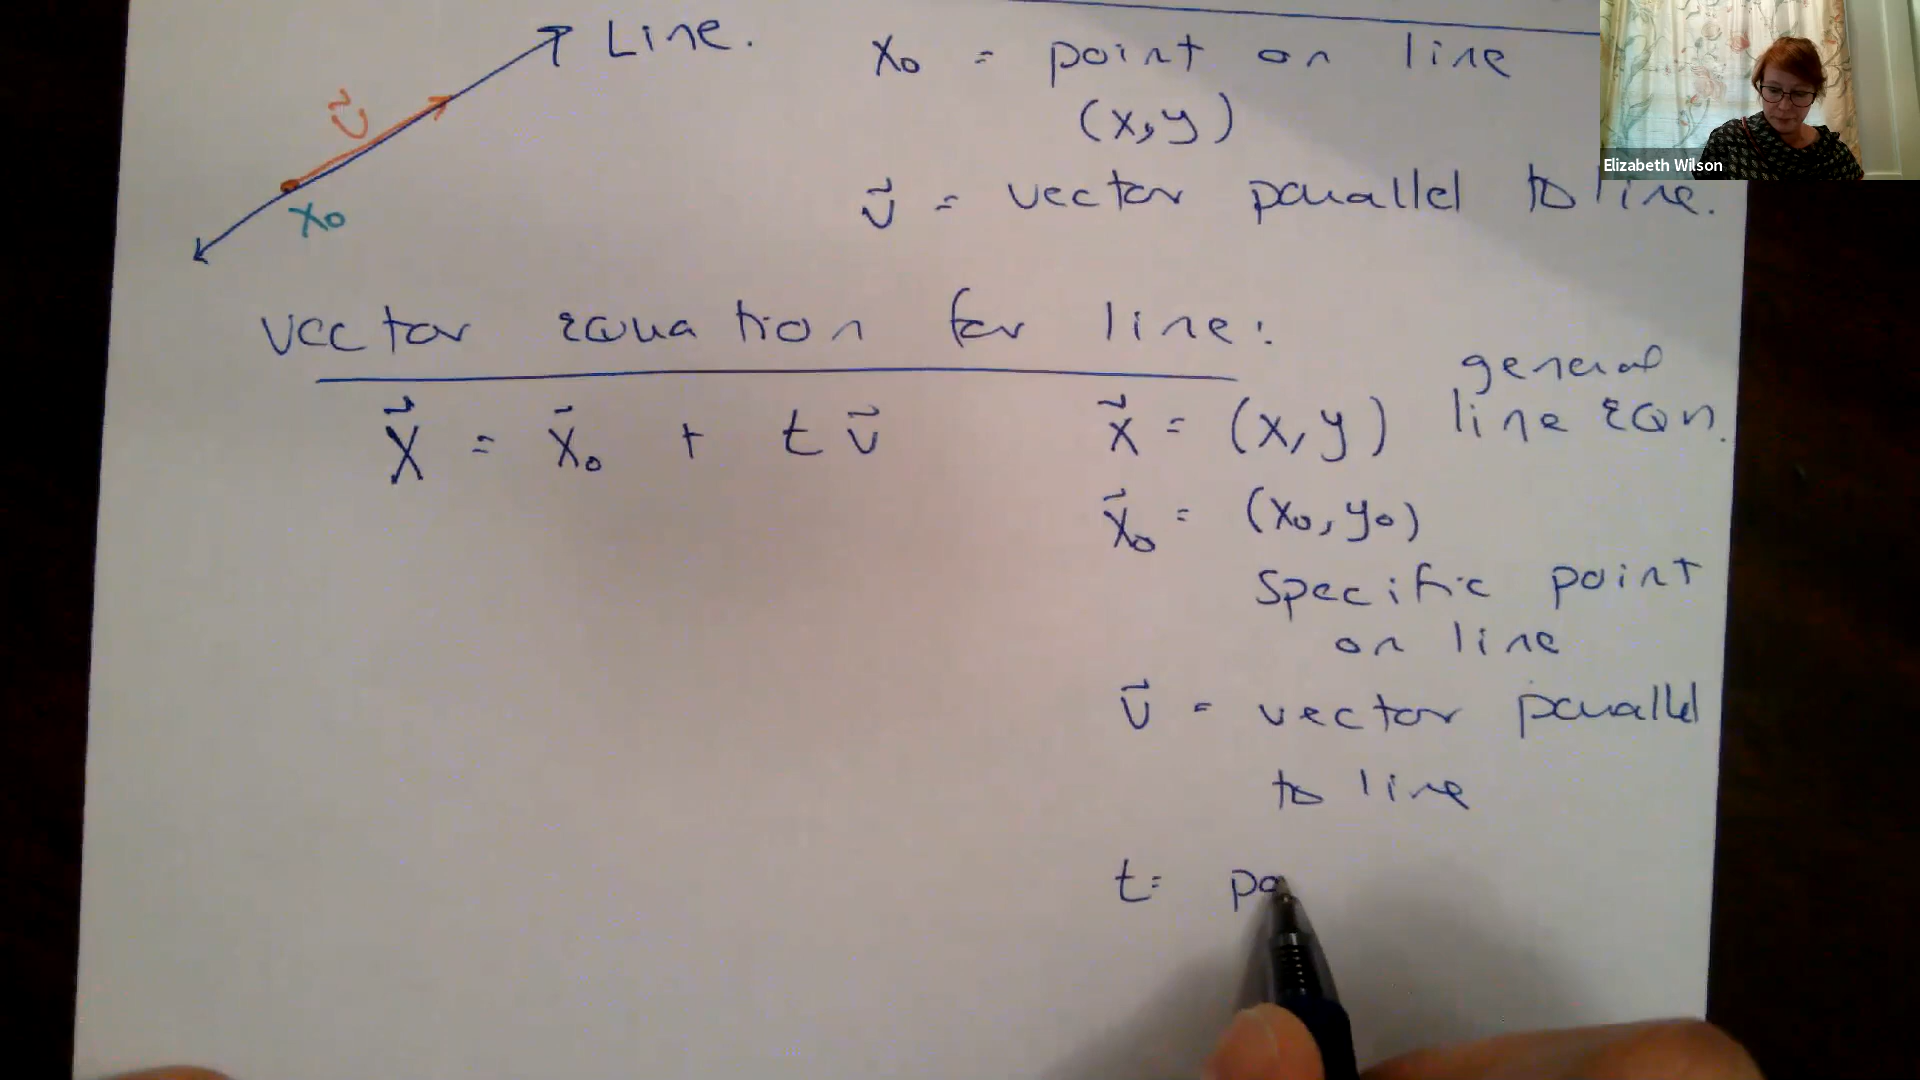 Line.
x₀ = point on line
(x,y)
v⃗
x₀
v⃗ = vector parallel to line.
Elizabeth Wilson
vector equation for line:
x⃗ = x⃗₀ + t v⃗
x⃗ = (x,y) general line eqn.
x⃗₀ = (x₀,y₀)
specific point
on line
v⃗ = vector parallel
to line
t= pa